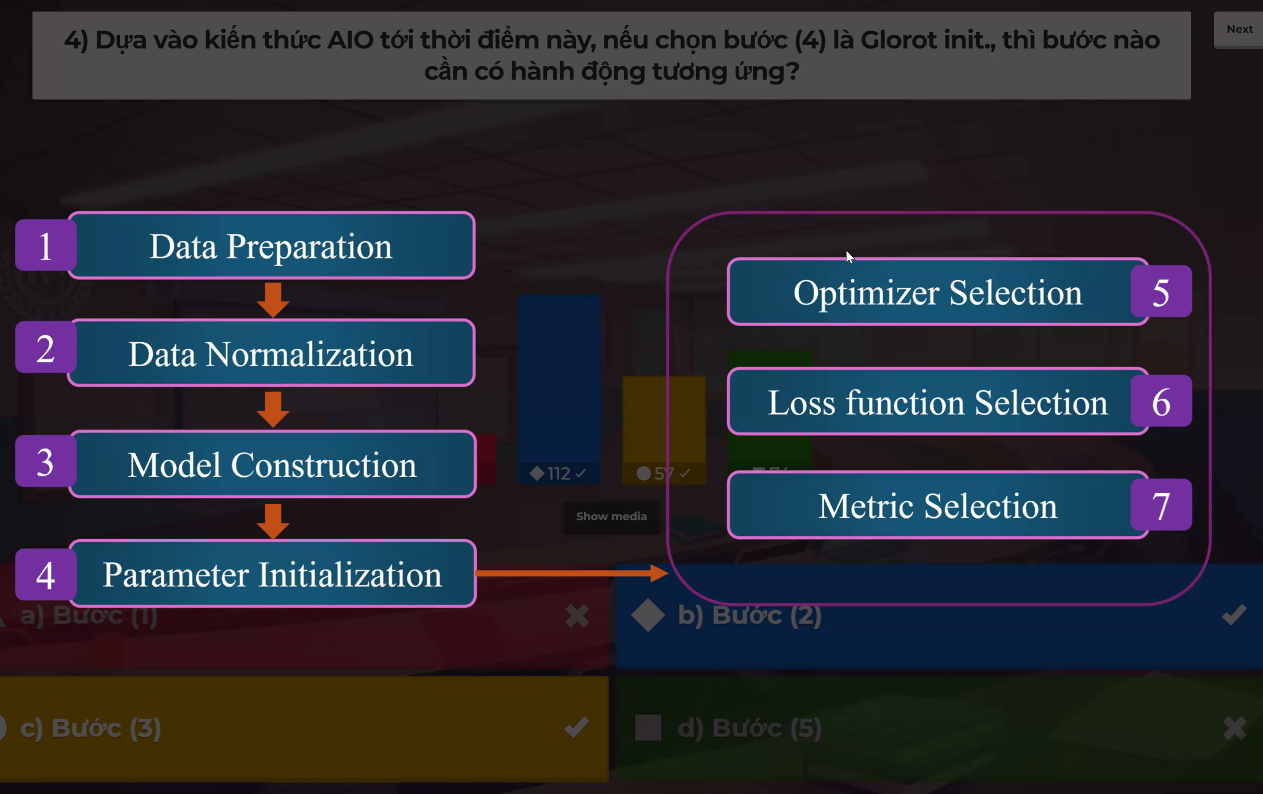 4) Dựa vào kiến thức AIO tới thời điểm này, nếu chọn bước (4) là Glorot init., thì bước nào
cần có hành động tương ứng?
Next
1 Data Preparation
2 Data Normalization
3 Model Construction
4 Parameter Initialization
Optimizer Selection 5
Loss function Selection 6
Metric Selection 7
112
57
Show media
a) Bước (1)
b) Bước (2)
c) Bước (3)
d) Bước (5)